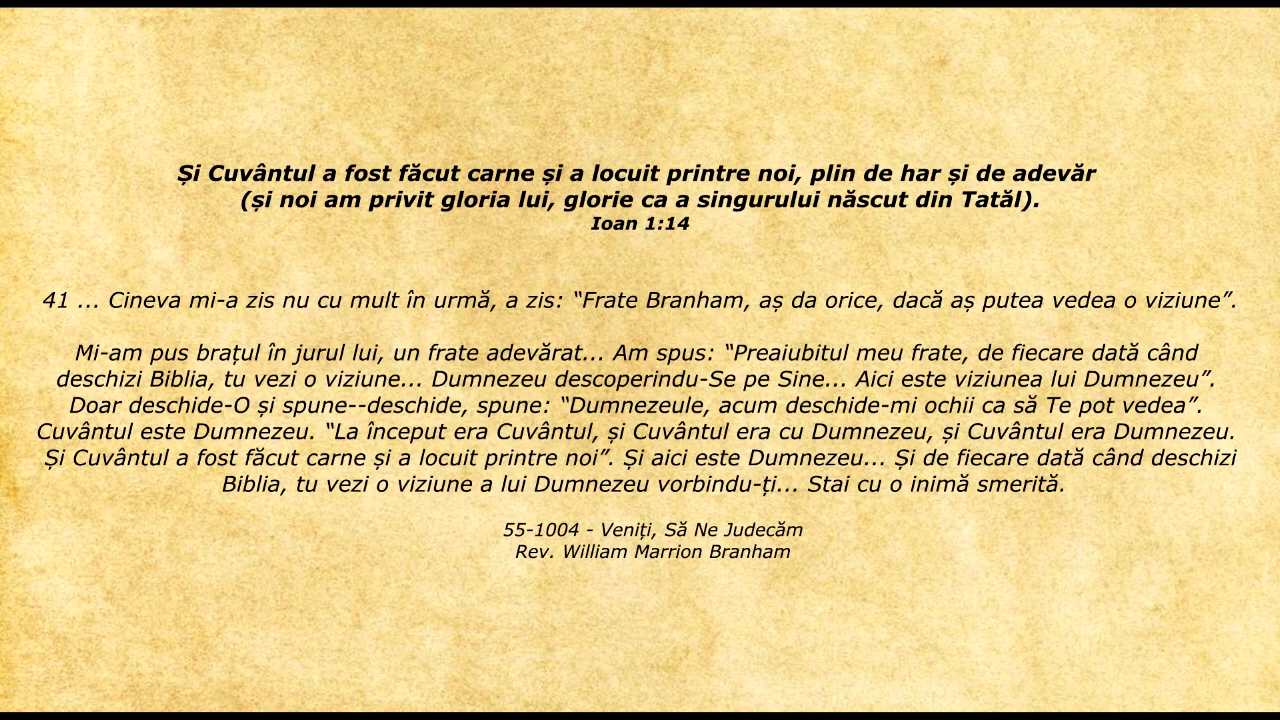 Și Cuvântul a fost făcut carne și a locuit printre noi, plin de har și de adevăr
(și noi am privit gloria lui, glorie ca a singurului născut din Tatăl).
Ioan 1:14
41 ... Cineva mi-a zis nu cu mult în urmă, a zis: “Frate Branham, aș da orice, dacă aș putea vedea o viziune”.
Mi-am pus brațul în jurul lui, un frate adevărat... Am spus: “Preaiubitul meu frate, de fiecare dată când
deschizi Biblia, tu vezi o viziune... Dumnezeu descoperindu-Se pe Sine... Aici este viziunea lui Dumnezeu”.
Doar deschide-O și spune--deschide, spune: “Dumnezeule, acum deschide-mi ochii ca să Te pot vedea”.
Cuvântul este Dumnezeu. “La început era Cuvântul, și Cuvântul era cu Dumnezeu, și Cuvântul era Dumnezeu.
Și Cuvântul a fost făcut carne și a locuit printre noi”. Și aici este Dumnezeu... Și de fiecare dată când deschizi
Biblia, tu vezi o viziune a lui Dumnezeu vorbindu-ți... Stai cu o inimă smerită.
55-1004 - Veniți, Să Ne Judecăm
Rev. William Marrion Branham